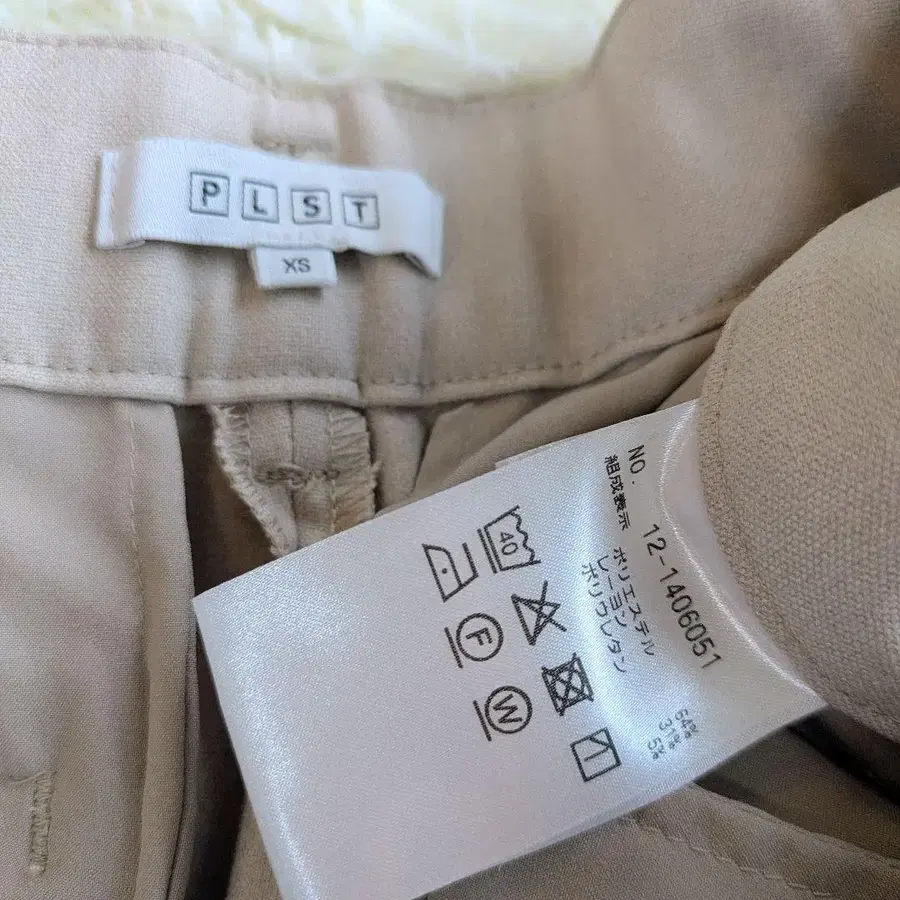 PLST
XS
NO. 12-1406051
組成表示 ポリエステル 64%
レーヨン 31%
ポリウレタン 5%
40
F
W